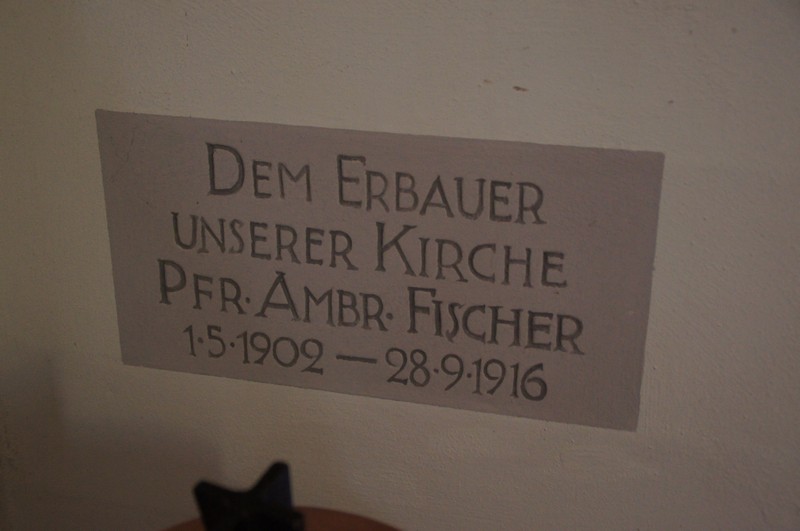 DEM ERBAUER
UNSERER KIRCHE
PFR· AMBR· FISCHER
1·5·1902 — 28·9·1916